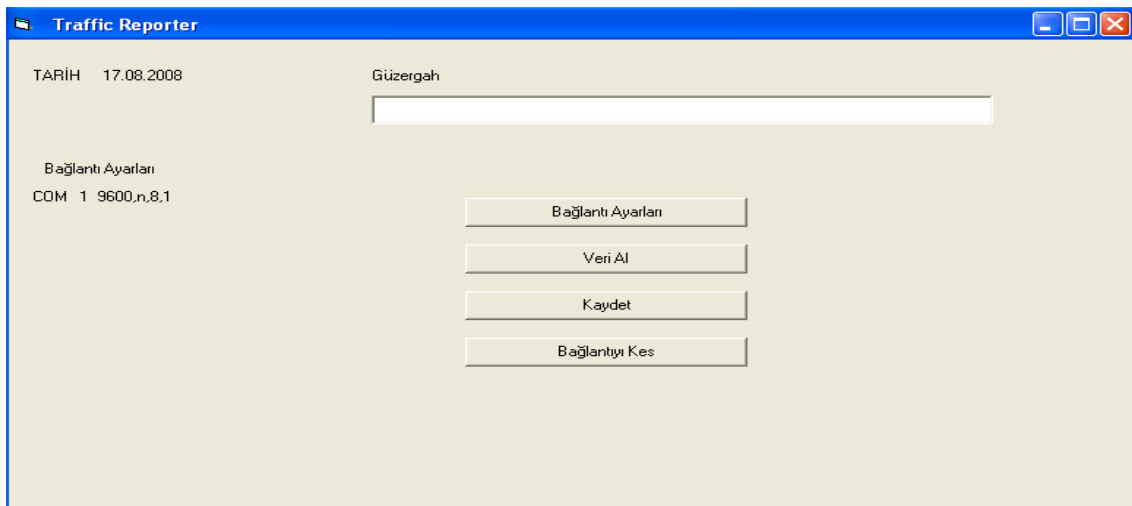 Traffic Reporter
TARİH 17.08.2008
Güzergah
Bağlantı Ayarları
COM 1 9600,n,8,1
Bağlantı Ayarları
Veri Al
Kaydet
Bağlantıyı Kes